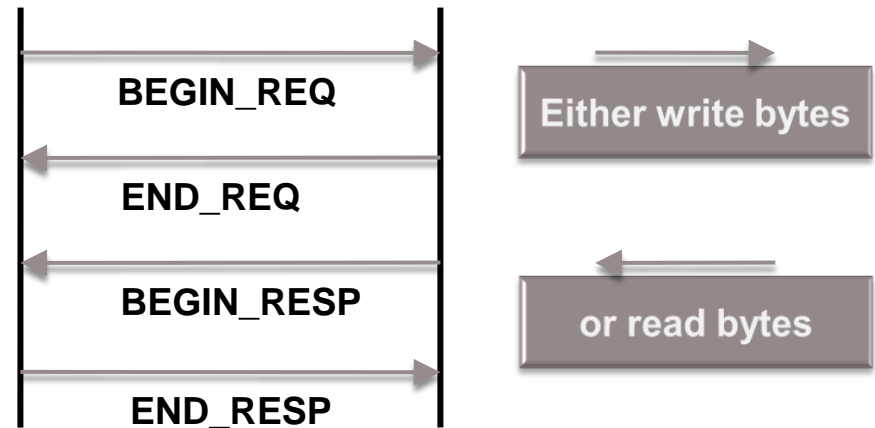 BEGIN_REQ
Either write bytes
END_REQ
BEGIN_RESP
or read bytes
END_RESP